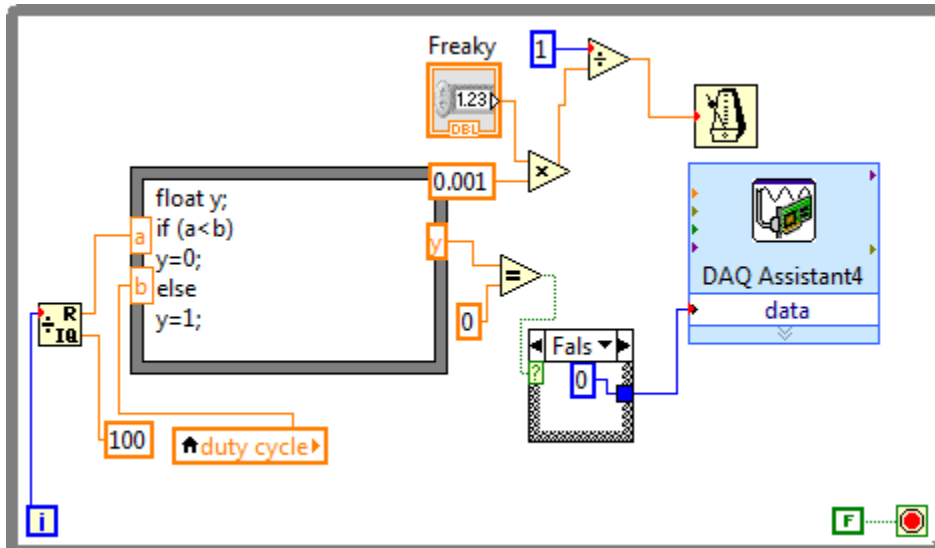 Freaky
1
÷
1.23
DBL
×
0.001
float y;
if (a<b)
y=0;
else
y=1;
a
b
y
=
0
÷ R
IQ
100
duty cycle
Fals
?
0
DAQ Assistant4
data
i
F